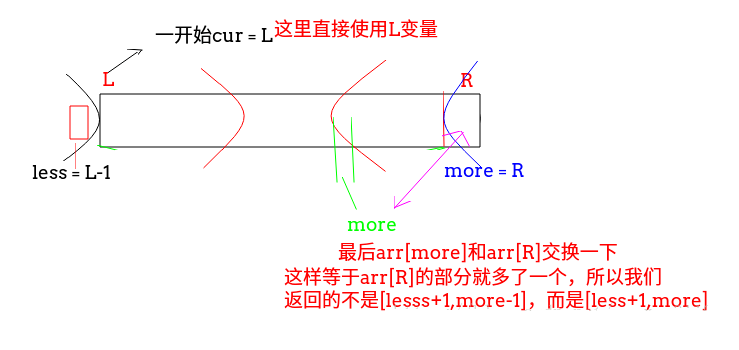 一开始cur = L
这里直接使用L变量
L
R
less = L-1
more = R
more
最后arr[more]和arr[R]交换一下
这样等于arr[R]的部分就多了一个，所以我们
返回的不是[lesss+1,more-1]，而是[less+1,more]